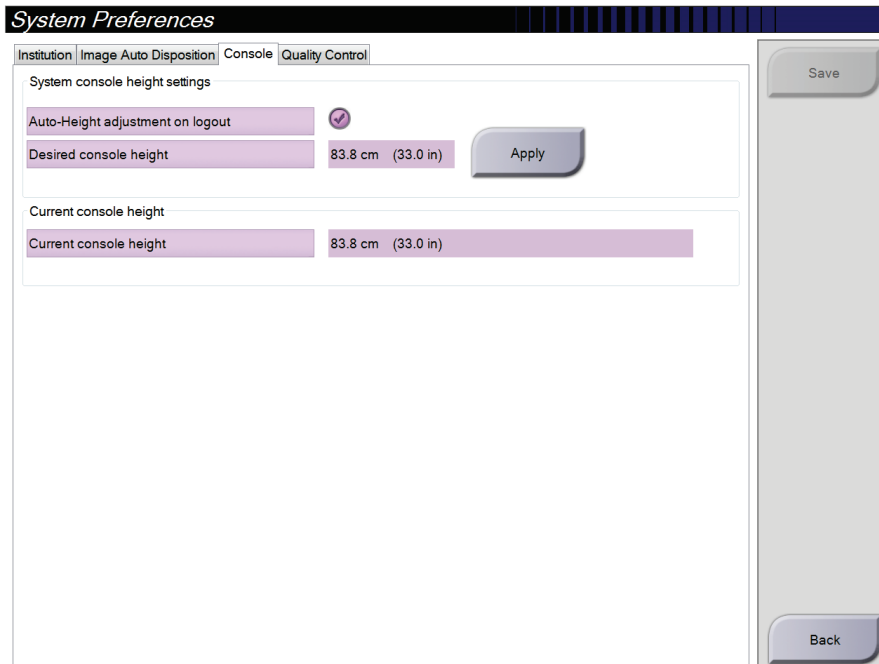 System Preferences
Institution Image Auto Disposition Console Quality Control
Save
System console height settings
Auto-Height adjustment on logout
Desired console height 83.8 cm (33.0 in) Apply
Current console height
Current console height 83.8 cm (33.0 in)
Back